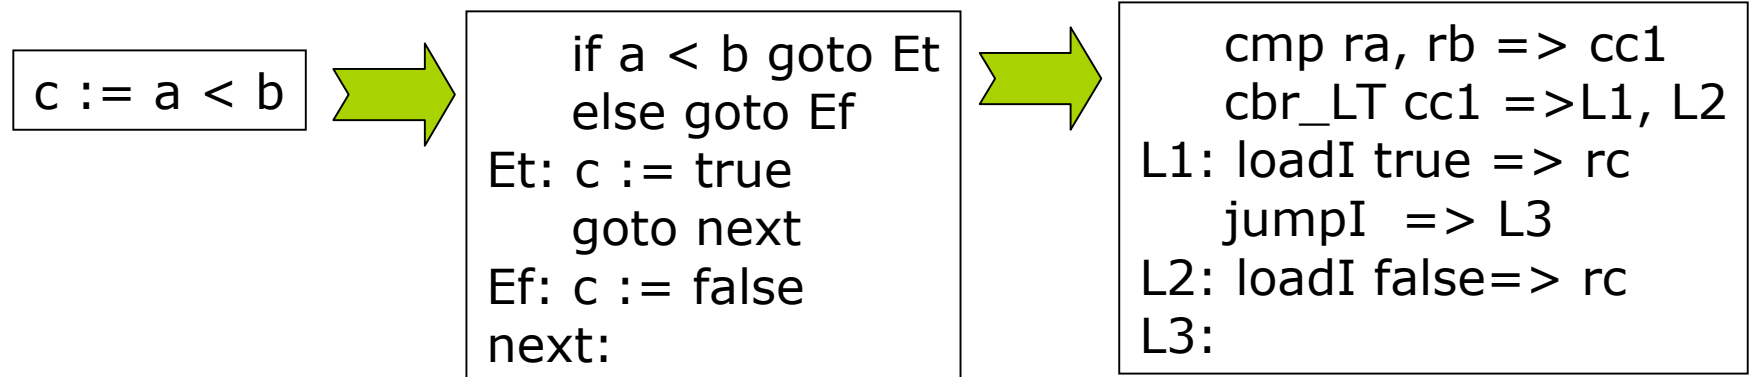 c := a < b
if a < b goto Et
else goto Ef
Et: c := true
goto next
Ef: c := false
next:
cmp ra, rb => cc1
cbr_LT cc1 =>L1, L2
L1: loadI true => rc
jumpI => L3
L2: loadI false=> rc
L3: